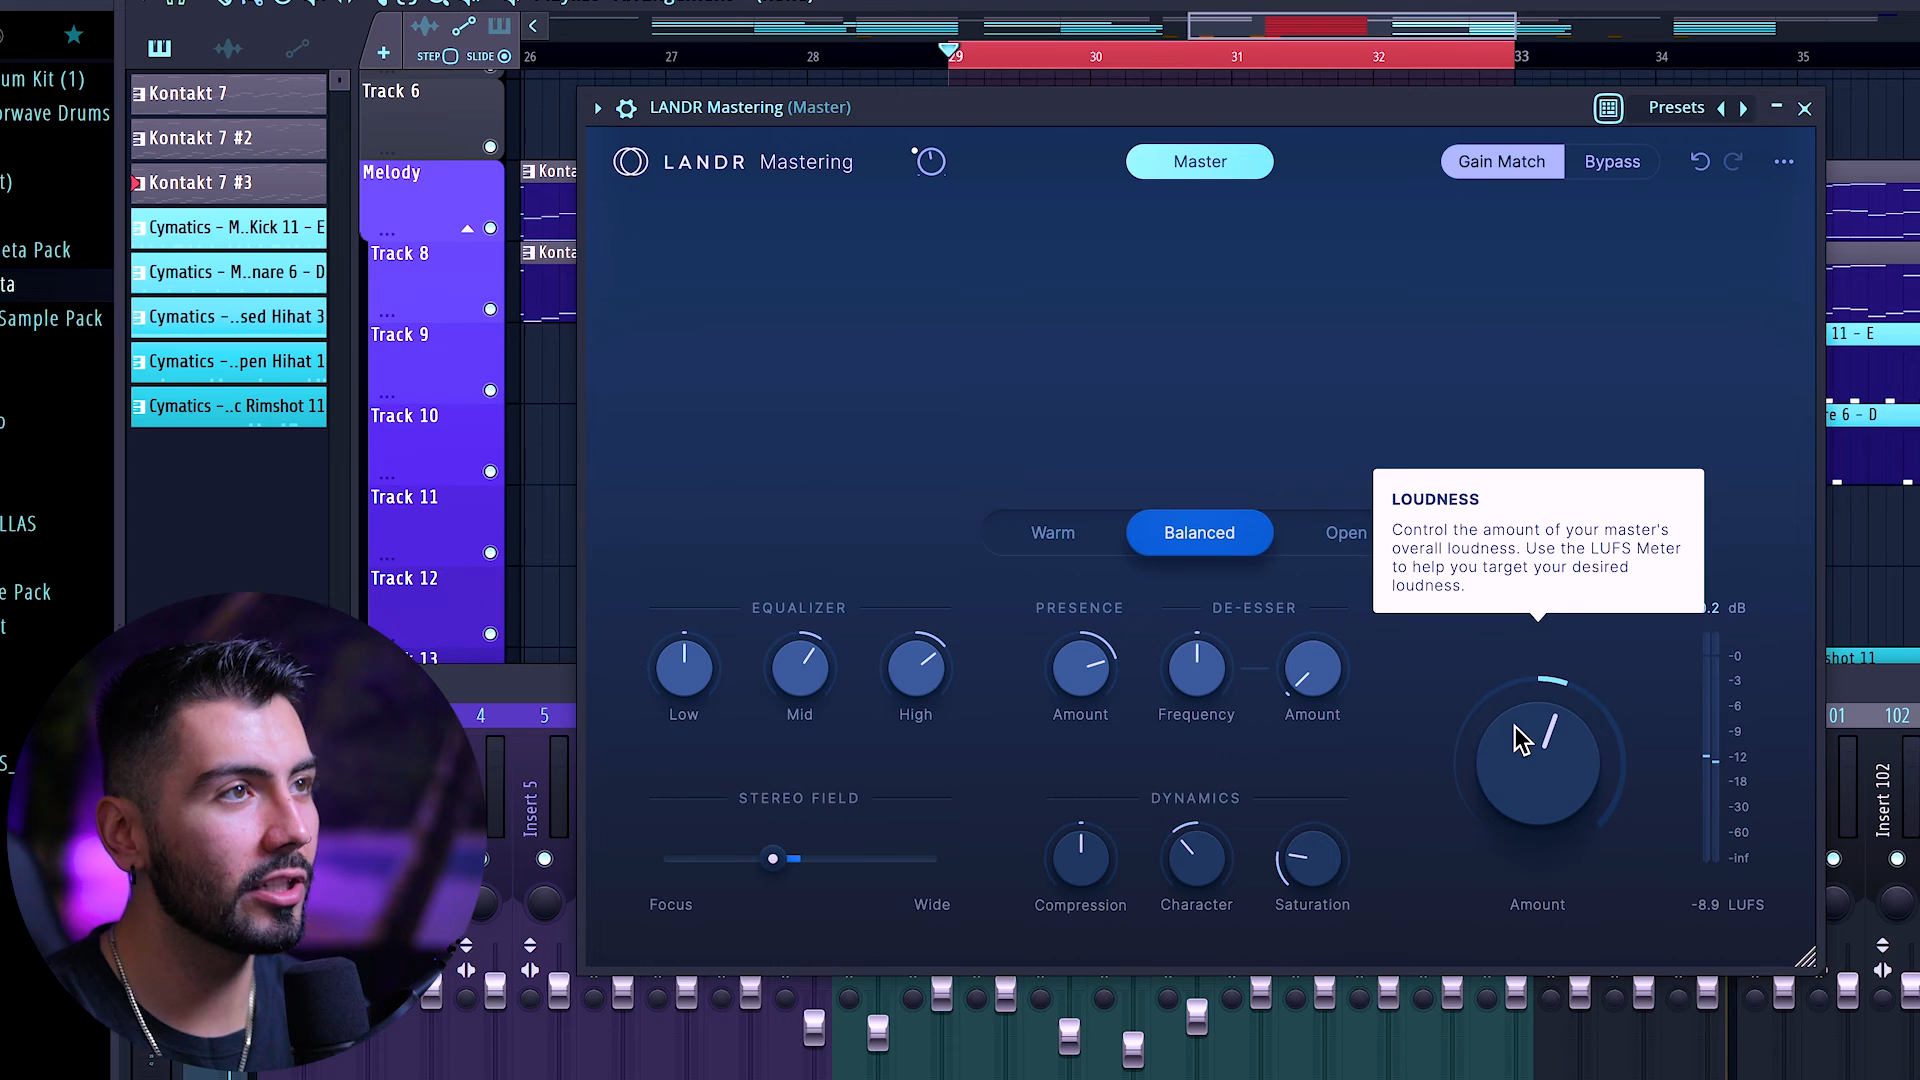 um Kit (1)
orwave Drums
t)
eta Pack
ta
Sample Pack
LLAS
e Pack
t
S_
Kontakt 7
Kontakt 7 #2
Kontakt 7 #3
Cymatics - M..Kick 11 - E
Cymatics - M..nare 6 - D
Cymatics -..sed Hihat 3
Cymatics -..pen Hihat 1
Cymatics -..c Rimshot 11
STEP
SLIDE
26
27
28
29
30
31
32
33
34
35
Track 6
Melody
Track 8
Track 9
Track 10
Track 11
Track 12
13
Konta
Konta
LANDR Mastering (Master)
Presets
LANDR Mastering
Master
Gain Match
Bypass
Warm
Balanced
Open
LOUDNESS
Control the amount of your master's
overall loudness. Use the LUFS Meter
to help you target your desired
loudness.
EQUALIZER
PRESENCE
DE-ESSER
.2 dB
Low
Mid
High
Amount
Frequency
Amount
-0
-3
-6
-9
-12
-18
-30
-60
-inf
STEREO FIELD
DYNAMICS
Focus
Wide
Compression
Character
Saturation
Amount
-8.9 LUFS
11 - E
re 6 - D
shot 11
4
5
01
102
Insert 5
Insert 102